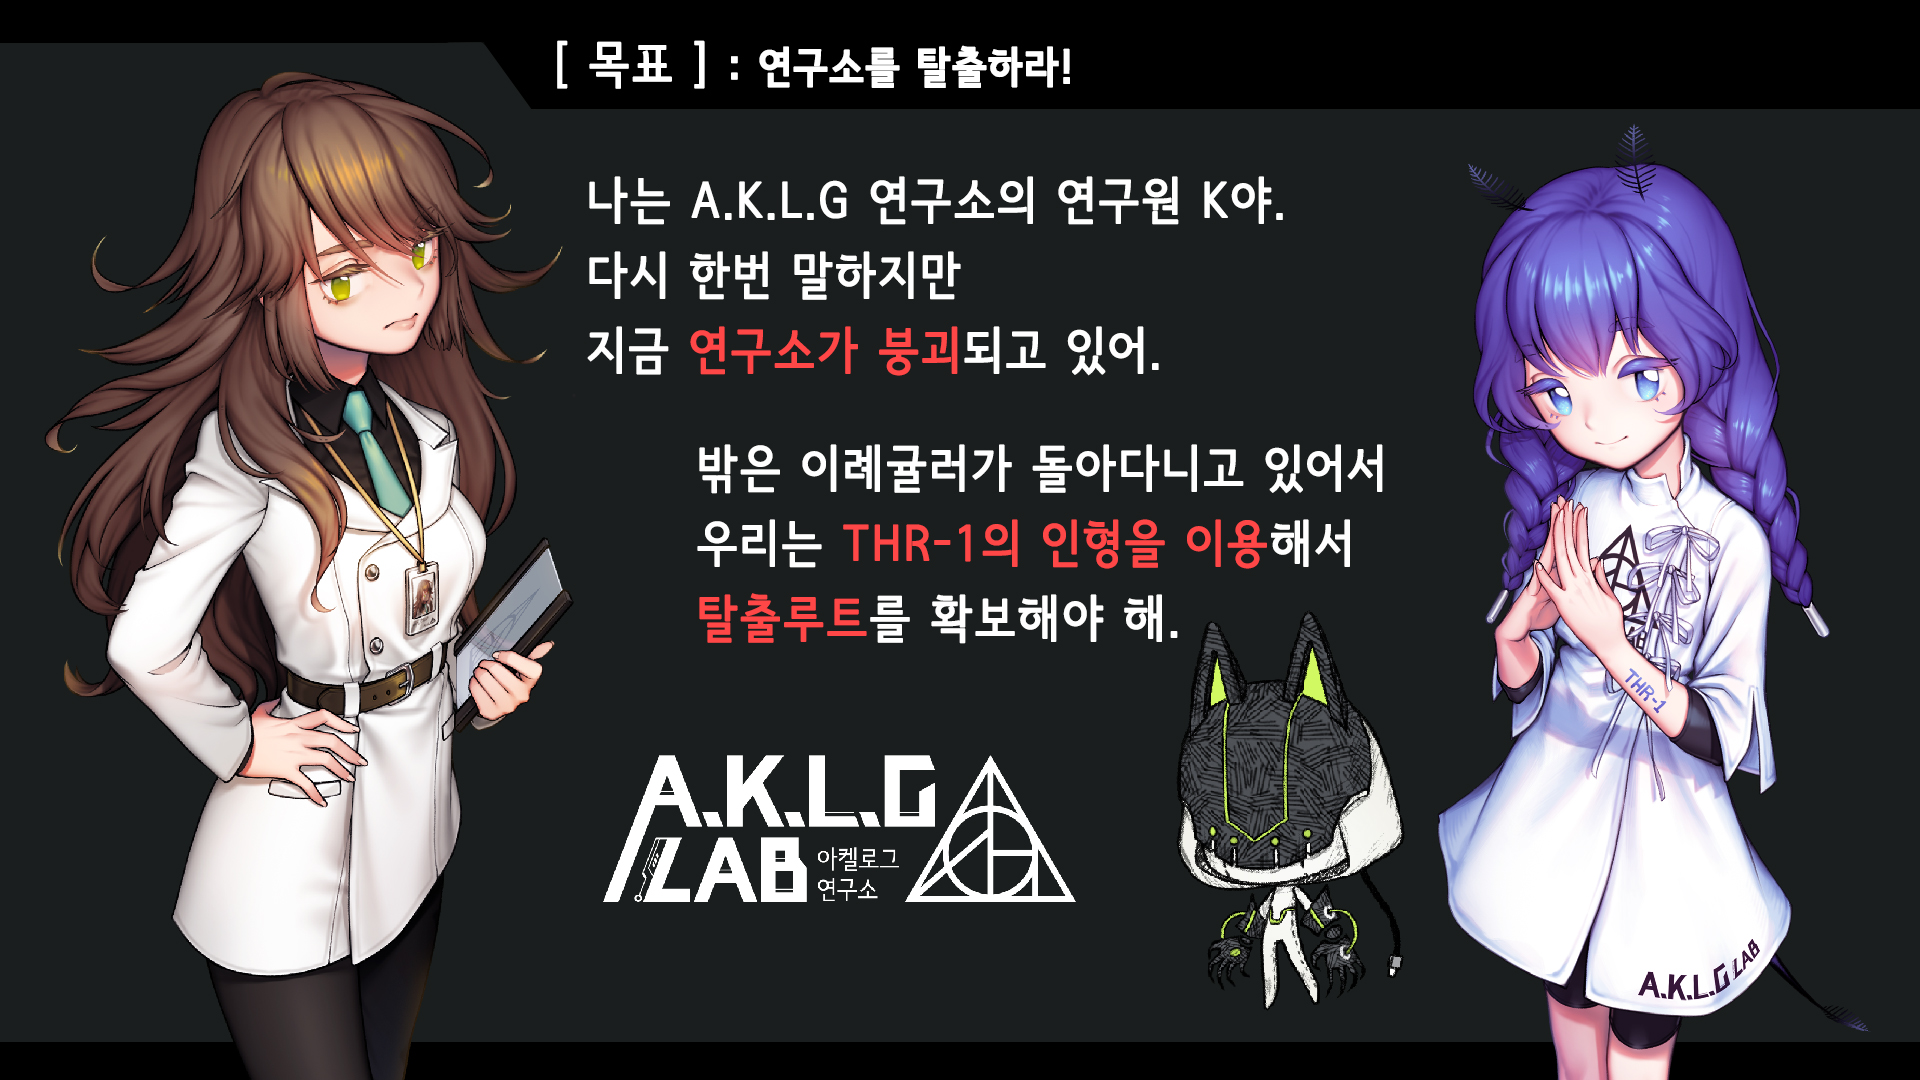 [ 목표 ] : 연구소를 탈출하라!
나는 A.K.L.G 연구소의 연구원 K야.
다시 한번 말하지만
지금 연구소가 붕괴되고 있어.
밖은 이레귤러가 돌아다니고 있어서
우리는 THR-1의 인형을 이용해서
탈출루트를 확보해야 해.
A.K.L.G
LAB
아켈로그
연구소
THR-1
A.K.L.G LAB